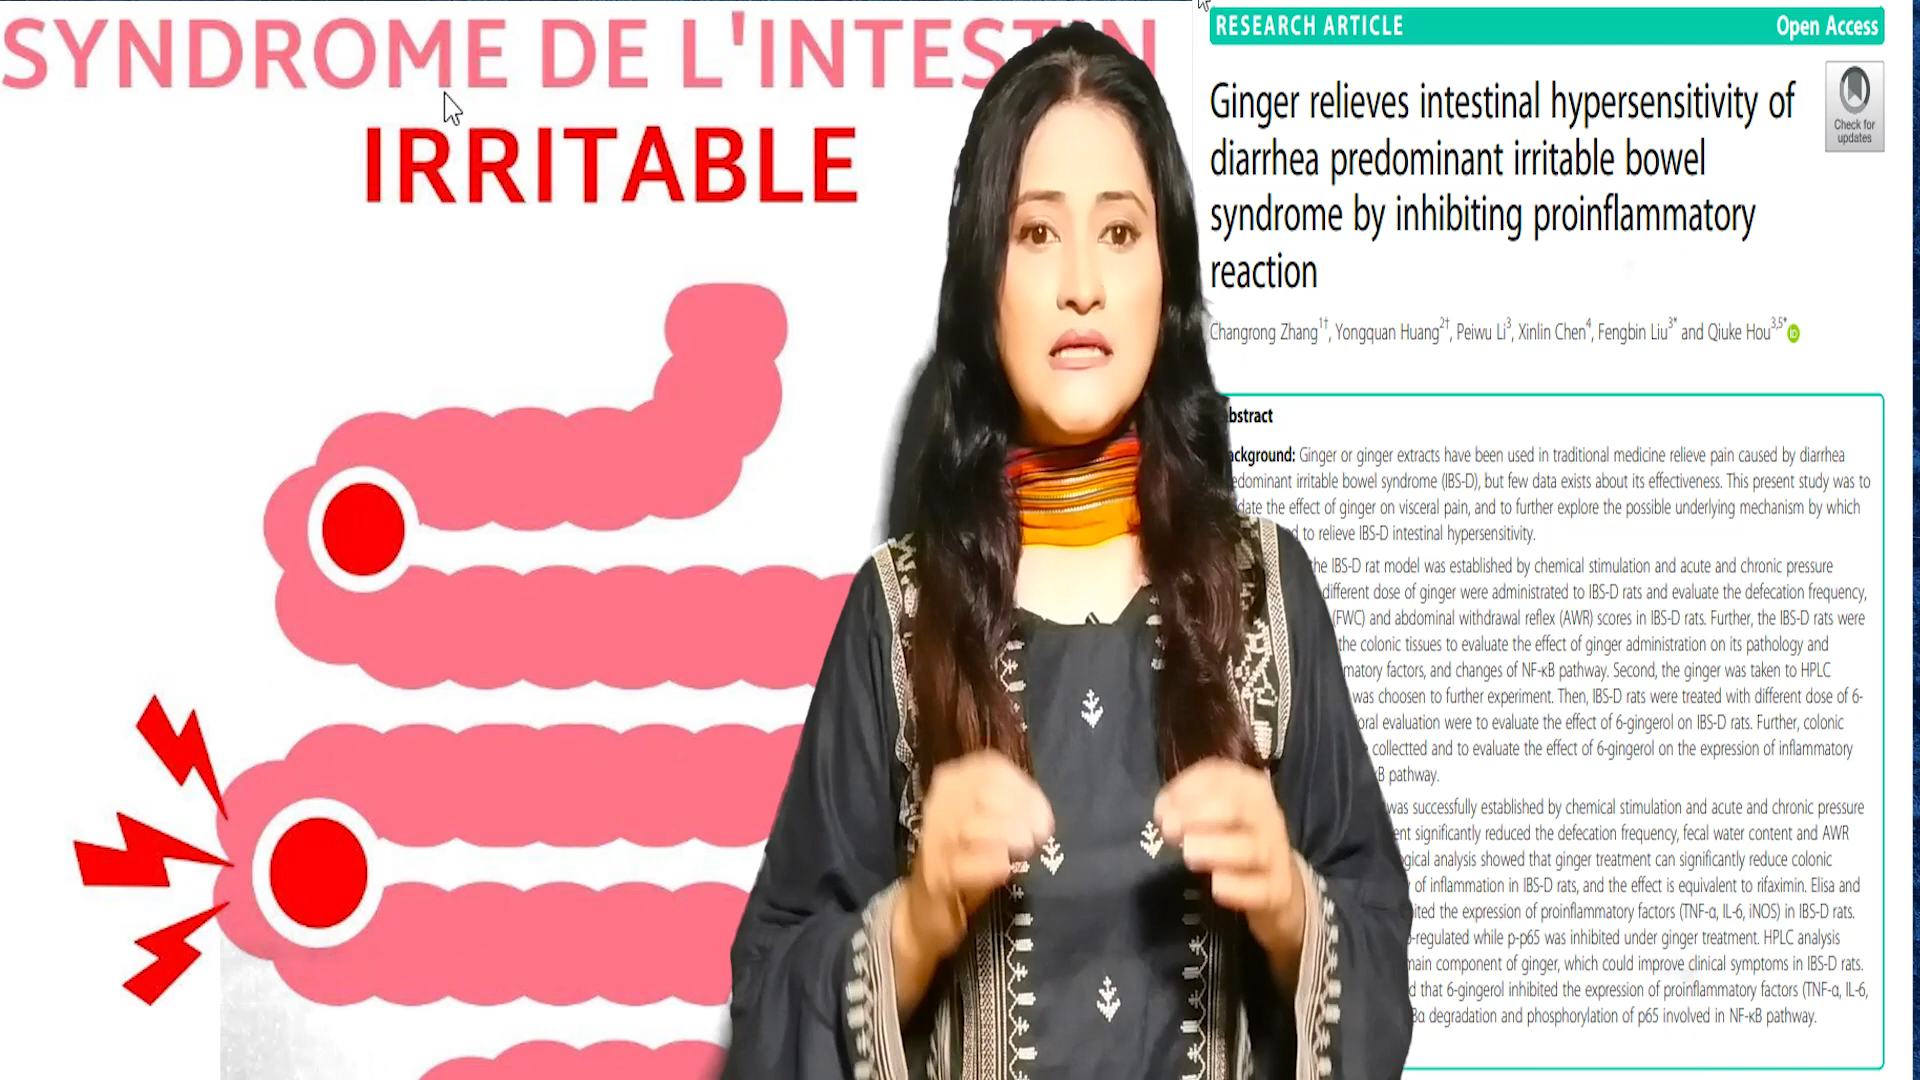 SYNDROME DE L'INTESTIN
IRRITABLE
RESEARCH ARTICLE
Open Access
Ginger relieves intestinal hypersensitivity of
diarrhea predominant irritable bowel
syndrome by inhibiting proinflammatory
reaction
Check for
updates
Changrong Zhang1†, Yongquan Huang2†, Peiwu Li3, Xinlin Chen4, Fengbin Liu3* and Qiuke Hou3,5*
bstract
ackground: Ginger or ginger extracts have been used in traditional medicine relieve pain caused by diarrhea
edominant irritable bowel syndrome (IBS-D), but few data exists about its effectiveness. This present study was to
date the effect of ginger on visceral pain, and to further explore the possible underlying mechanism by which
d to relieve IBS-D intestinal hypersensitivity.
he IBS-D rat model was established by chemical stimulation and acute and chronic pressure
different dose of ginger were administrated to IBS-D rats and evaluate the defecation frequency,
(FWC) and abdominal withdrawal reflex (AWR) scores in IBS-D rats. Further, the IBS-D rats were
the colonic tissues to evaluate the effect of ginger administration on its pathology and
matory factors, and changes of NF-κB pathway. Second, the ginger was taken to HPLC
was choosen to further experiment. Then, IBS-D rats were treated with different dose of 6-
oral evaluation were to evaluate the effect of 6-gingerol on IBS-D rats. Further, colonic
collectted and to evaluate the effect of 6-gingerol on the expression of inflammatory
κB pathway.
was successfully established by chemical stimulation and acute and chronic pressure
ent significantly reduced the defecation frequency, fecal water content and AWR
gical analysis showed that ginger treatment can significantly reduce colonic
of inflammation in IBS-D rats, and the effect is equivalent to rifaximin. Elisa and
ited the expression of proinflammatory factors (TNF-α, IL-6, iNOS) in IBS-D rats.
-regulated while p-p65 was inhibited under ginger treatment. HPLC analysis
main component of ginger, which could improve clinical symptoms in IBS-D rats.
d that 6-gingerol inhibited the expression of proinflammatory factors (TNF-α, IL-6,
Bα degradation and phosphorylation of p65 involved in NF-κB pathway.